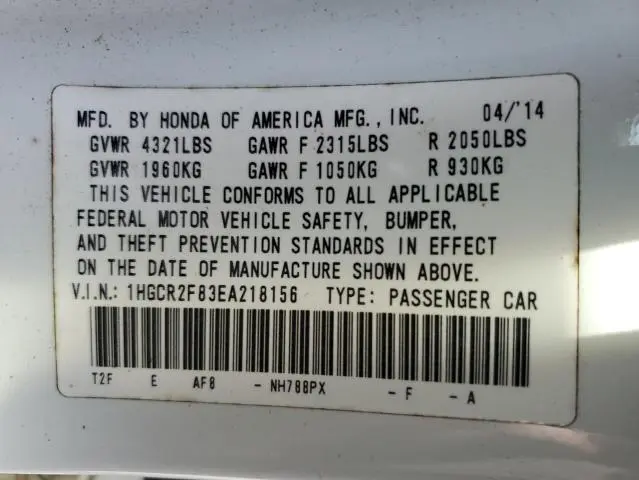 MFD. BY HONDA OF AMERICA MFG., INC. 04/'14
GVWR 4321LBS GAWR F 2315LBS R 2050LBS
GVWR 1960KG GAWR F 1050KG R 930KG
THIS VEHICLE CONFORMS TO ALL APPLICABLE
FEDERAL MOTOR VEHICLE SAFETY, BUMPER,
AND THEFT PREVENTION STANDARDS IN EFFECT
ON THE DATE OF MANUFACTURE SHOWN ABOVE.
V.I.N.: 1HGCR2F83EA218156 TYPE: PASSENGER CAR
T2F E AF8 - NH788PX - F - A